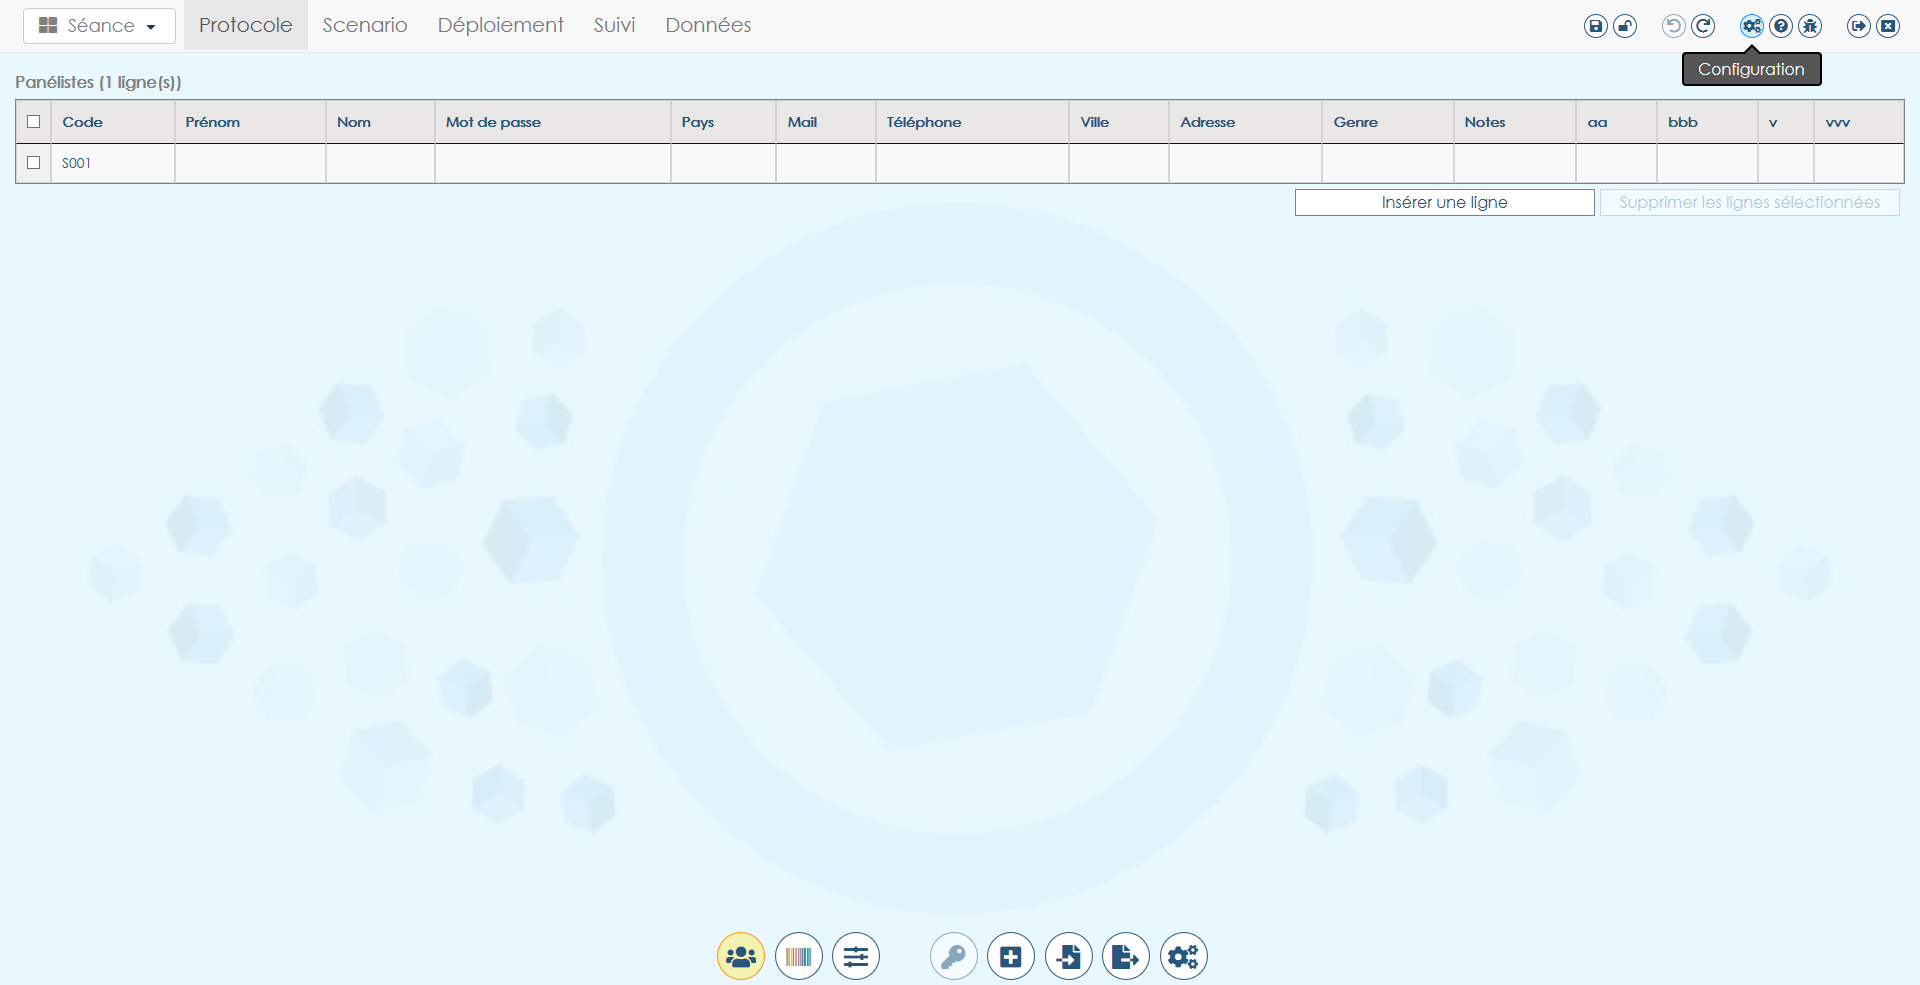 Séance Protocole Scenario Déploiement Suivi Données
Configuration
Panélistes (1 ligne(s))
Code Prénom Nom Mot de passe Pays Mail Téléphone Ville Adresse Genre Notes aa bbb v vvv
S001
Insérer une ligne Supprimer les lignes sélectionnées